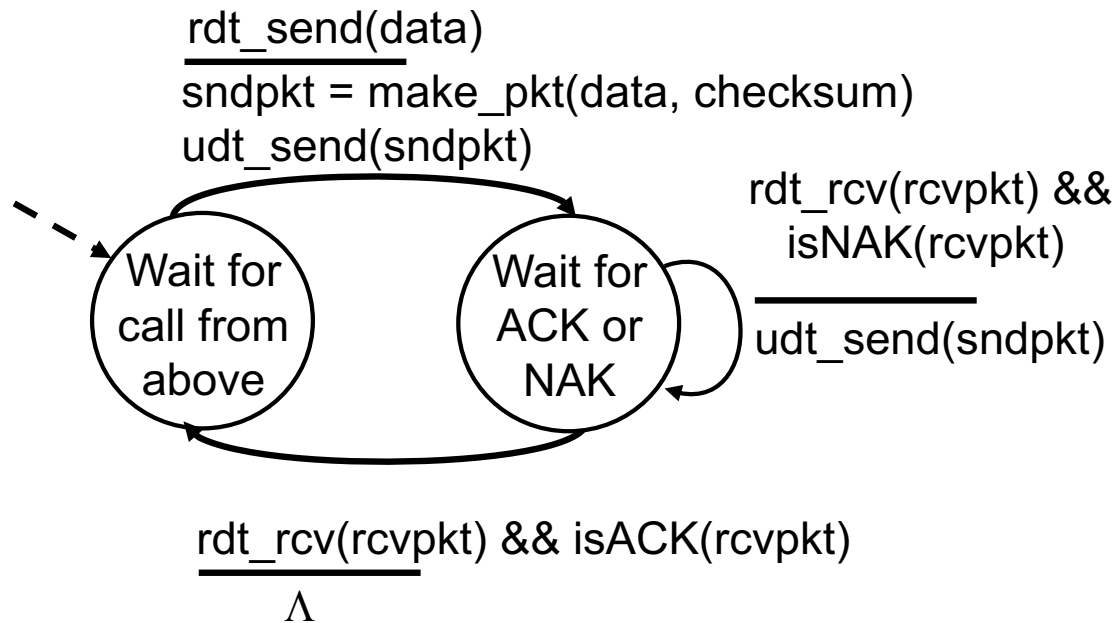 rdt_send(data)
sndpkt = make_pkt(data, checksum)
udt_send(sndpkt)
rdt_rcv(rcvpkt) &&
isNAK(rcvpkt)
udt_send(sndpkt)
Wait for
call from
above
Wait for
ACK or
NAK
rdt_rcv(rcvpkt) && isACK(rcvpkt)
Λ